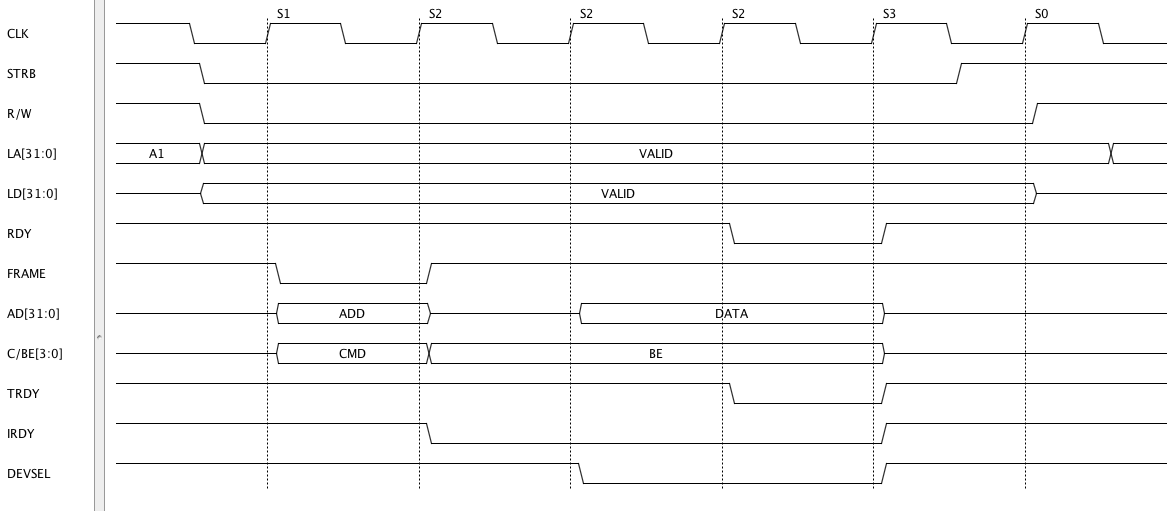 S1 S2 S2 S2 S3 S0
CLK
STRB
R/W
LA[31:0] A1 VALID
LD[31:0] VALID
RDY
FRAME
AD[31:0] ADD DATA
C/BE[3:0] CMD BE
TRDY
IRDY
DEVSEL